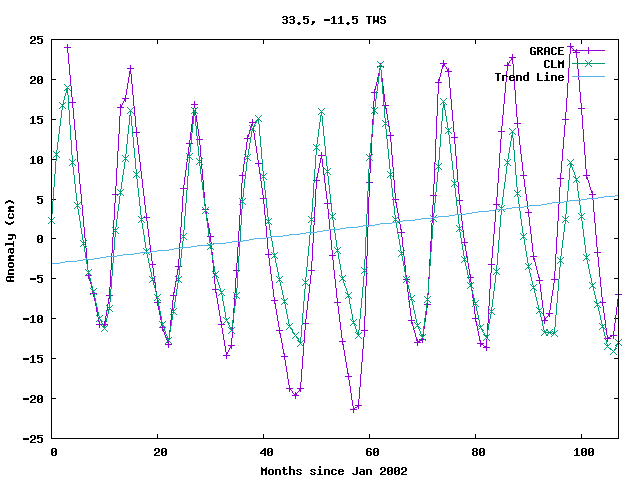 33.5, -11.5 TWS
GRACE
CLM
Trend Line
25
20
15
10
5
0
-5
-10
-15
-20
-25
Anomaly (cm)
0 20 40 60 80 100
Months since Jan 2002